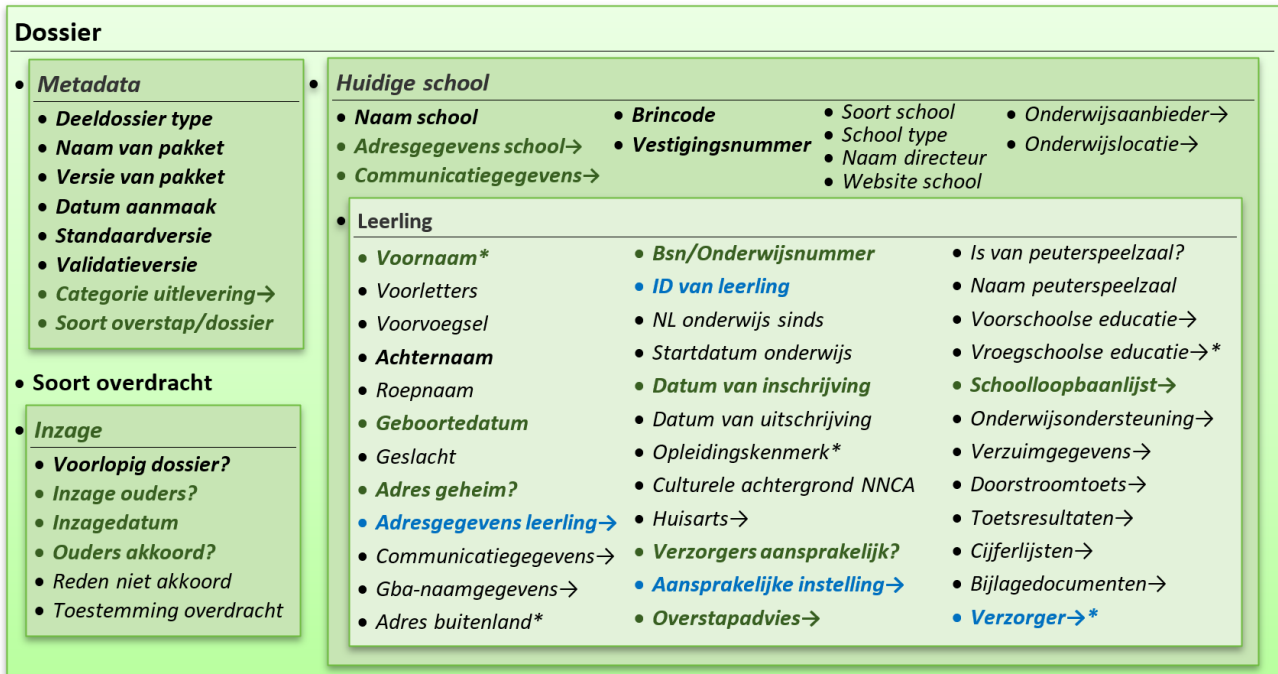 Dossier
• Metadata
• Deeldossier type
• Naam van pakket
• Versie van pakket
• Datum aanmaak
• Standaardversie
• Validatieversie
• Categorie uitlevering→
• Soort overstap/dossier
• Soort overdracht
• Inzage
• Voorlopig dossier?
• Inzage ouders?
• Inzagedatum
• Ouders akkoord?
• Reden niet akkoord
• Toestemming overdracht
• Huidige school
• Naam school
• Adresgegevens school→
• Communicatiegegevens→
• Brincode
• Vestigingsnummer
• Soort school
• School type
• Naam directeur
• Website school
• Onderwijsaanbieder→
• Onderwijslocatie→
• Leerling
• Voornaam*
• Voorletters
• Voorvoegsel
• Achternaam
• Roepnaam
• Geboortedatum
• Geslacht
• Adres geheim?
• Adresgegevens leerling→
• Communicatiegegevens→
• Gba-naamgegevens→
• Adres buitenland*
• Bsn/Onderwijsnummer
• ID van leerling
• NL onderwijs sinds
• Startdatum onderwijs
• Datum van inschrijving
• Datum van uitschrijving
• Opleidingskenmerk*
• Culturele achtergrond NNCA
• Huisarts→
• Verzorgers aansprakelijk?
• Aansprakelijke instelling→
• Overstapadvies→
• Is van peuterspeelzaal?
• Naam peuterspeelzaal
• Voorschoolse educatie→
• Vroegschoolse educatie→*
• Schoolloopbaanlijst→
• Onderwijsondersteuning→
• Verzuimgegevens→
• Doorstroomtoets→
• Toetsresultaten→
• Cijferlijsten→
• Bijlagedocumenten→
• Verzorger→*